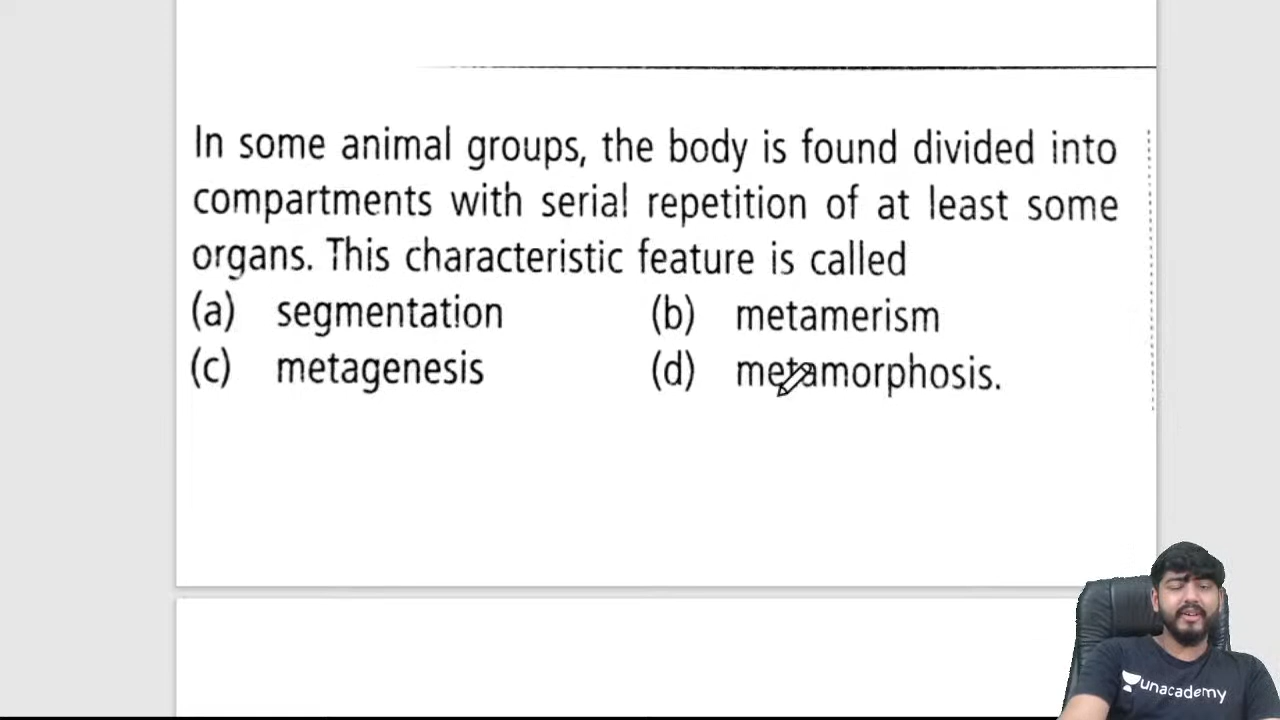 In some animal groups, the body is found divided into
compartments with serial repetition of at least some
organs. This characteristic feature is called
(a) segmentation (b) metamerism
(c) metagenesis (d) metamorphosis.
unacademy